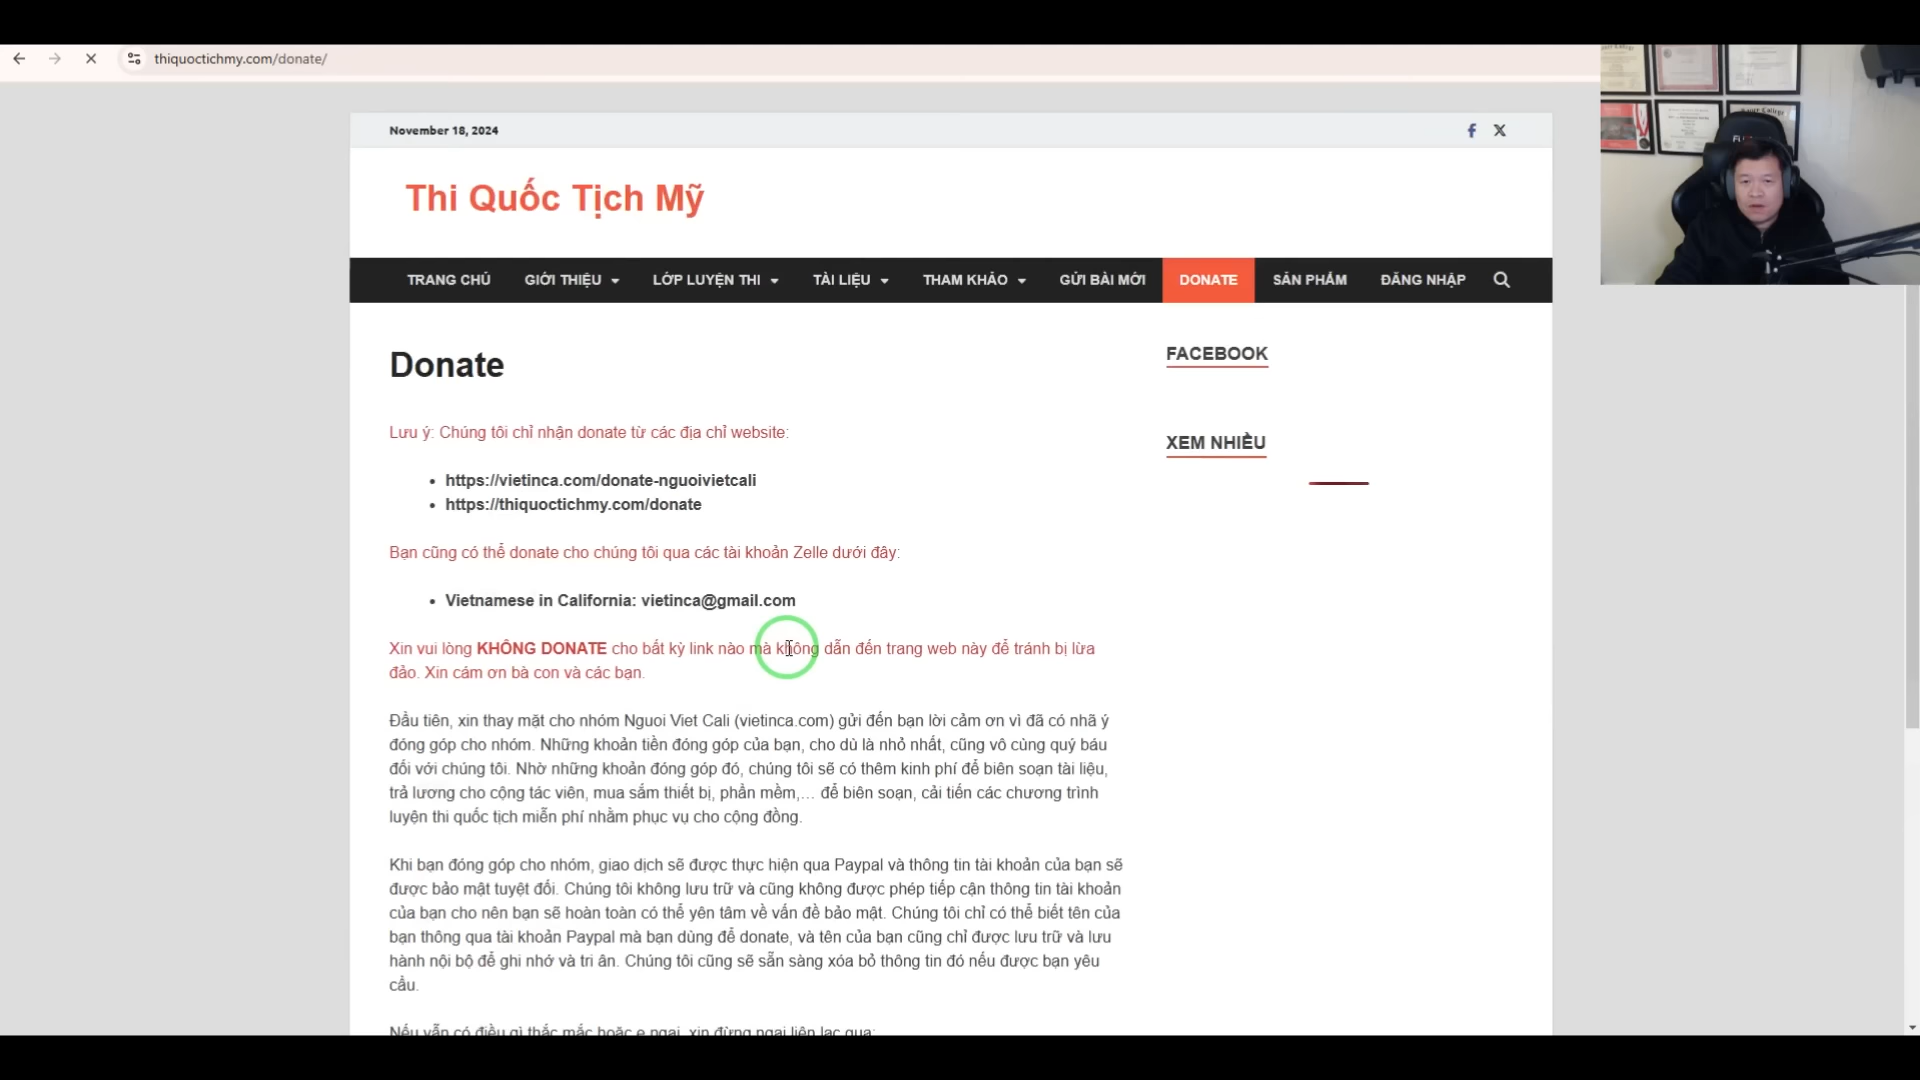 thiquoctichmy.com/donate/
November 18, 2024
Thi Quốc Tịch Mỹ
TRANG CHỦ GIỚI THIỆU LỚP LUYỆN THI TÀI LIỆU THAM KHẢO GỬI BÀI MỚI DONATE SẢN PHẨM ĐĂNG NHẬP
Donate
Lưu ý: Chúng tôi chỉ nhận donate từ các địa chỉ website:
• https://vietinca.com/donate-nguoivietcali
• https://thiquoctichmy.com/donate
Bạn cũng có thể donate cho chúng tôi qua các tài khoản Zelle dưới đây:
• Vietnamese in California: vietinca@gmail.com
Xin vui lòng KHÔNG DONATE cho bất kỳ link nào mà không dẫn đến trang web này để tránh bị lừa
đảo. Xin cám ơn bà con và các bạn.
Đầu tiên, xin thay mặt cho nhóm Nguoi Viet Cali (vietinca.com) gửi đến bạn lời cảm ơn vì đã có nhã ý
đóng góp cho nhóm. Những khoản tiền đóng góp của bạn, cho dù là nhỏ nhất, cũng vô cùng quý báu
đối với chúng tôi. Nhờ những khoản đóng góp đó, chúng tôi sẽ có thêm kinh phí để biên soạn tài liệu,
trả lương cho cộng tác viên, mua sắm thiết bị, phần mềm,… để biên soạn, cải tiến các chương trình
luyện thi quốc tịch miễn phí nhằm phục vụ cho cộng đồng.
Khi bạn đóng góp cho nhóm, giao dịch sẽ được thực hiện qua Paypal và thông tin tài khoản của bạn sẽ
được bảo mật tuyệt đối. Chúng tôi không lưu trữ và cũng không được phép tiếp cận thông tin tài khoản
của bạn cho nên bạn sẽ hoàn toàn có thể yên tâm về vấn đề bảo mật. Chúng tôi chỉ có thể biết tên của
bạn thông qua tài khoản Paypal mà bạn dùng để donate, và tên của bạn cũng chỉ được lưu trữ và lưu
hành nội bộ để ghi nhớ và tri ân. Chúng tôi cũng sẽ sẵn sàng xóa bỏ thông tin đó nếu được bạn yêu
cầu.
Nếu vẫn có điều gì thắc mắc hoặc e ngại, xin đừng ngại liên lạc qua:
FACEBOOK
XEM NHIỀU